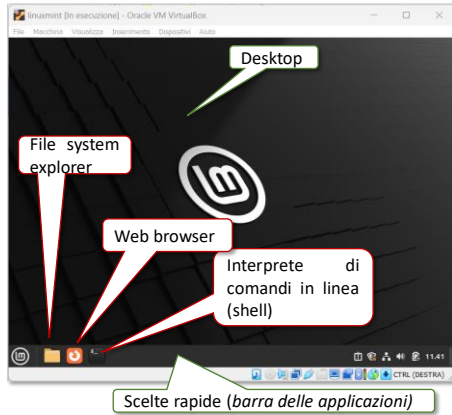 linuxmint [In esecuzione] - Oracle VM VirtualBox
File Macchina Visualizza Inserimento Dispositivi Aiuto
Desktop
File system
explorer
Web browser
Interprete di
comandi in linea
(shell)
11.41
CTRL (DESTRA)
Scelte rapide (barra delle applicazioni)